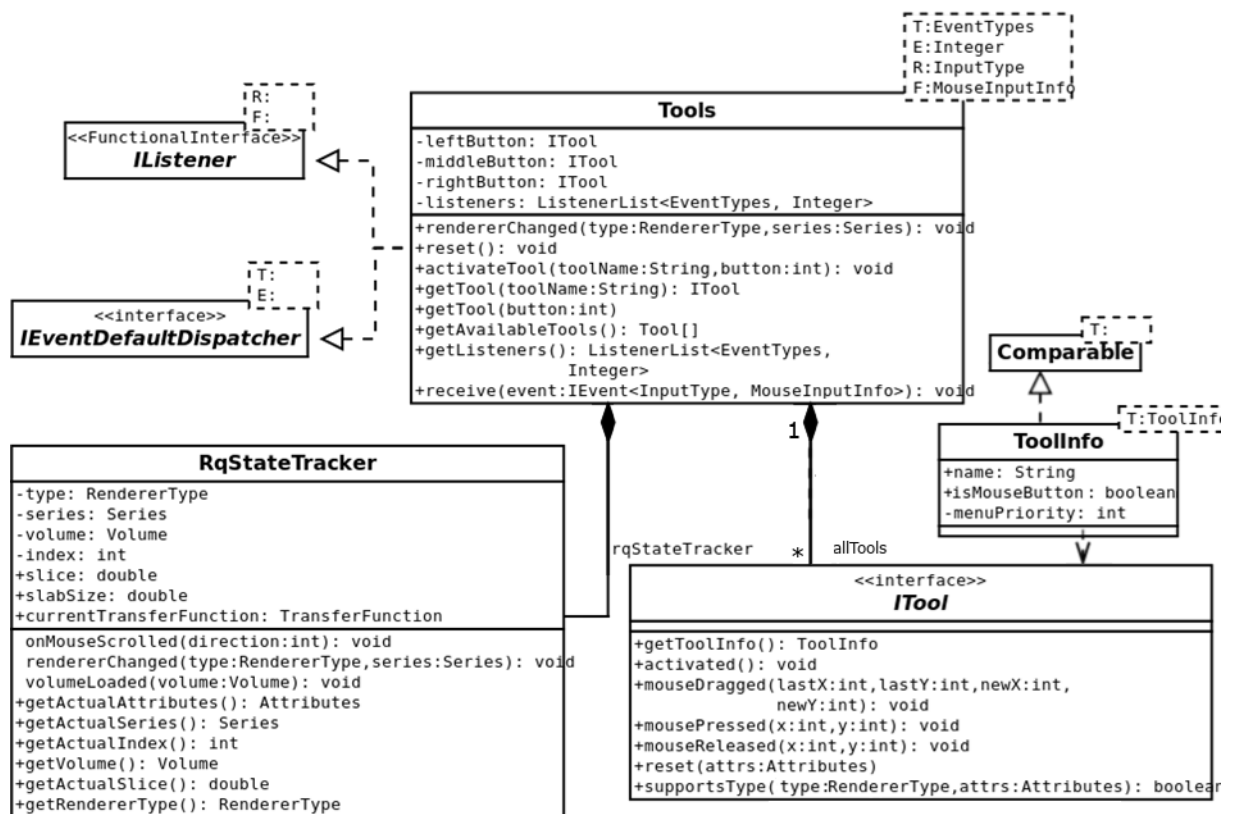 T:EventTypes
E:Integer
R:InputType
F:MouseInputInfo
Tools
-leftButton: ITool
-middleButton: ITool
-rightButton: ITool
-listeners: ListenerList<EventTypes, Integer>
+rendererChanged(type:RendererType,series:Series): void
+reset(): void
+activateTool(toolName:String,button:int): void
+getTool(toolName:String): ITool
+getTool(button:int)
+getAvailableTools(): Tool[]
+getListeners(): ListenerList<EventTypes,
Integer>
+receive(event:IEvent<InputType, MouseInputInfo>): void
R:
F:
<<FunctionalInterface>>
IListener
T:
E:
<<interface>>
IEventDefaultDispatcher
T:
Comparable
T:ToolInfo
ToolInfo
+name: String
+isMouseButton: boolean
-menuPriority: int
1
rqStateTracker
*
allTools
RqStateTracker
-type: RendererType
-series: Series
-volume: Volume
-index: int
+slice: double
+slabSize: double
+currentTransferFunction: TransferFunction
onMouseScrolled(direction:int): void
rendererChanged(type:RendererType,series:Series): void
volumeLoaded(volume:Volume): void
+getActualAttributes(): Attributes
+getActualSeries(): Series
+getActualIndex(): int
+getVolume(): Volume
+getActualSlice(): double
+getRendererType(): RendererType
<<interface>>
ITool
+getToolInfo(): ToolInfo
+activated(): void
+mouseDragged(lastX:int,lastY:int,newX:int,
newY:int): void
+mousePressed(x:int,y:int): void
+mouseReleased(x:int,y:int): void
+reset(attrs:Attributes)
+supportsType(type:RendererType,attrs:Attributes): boolean